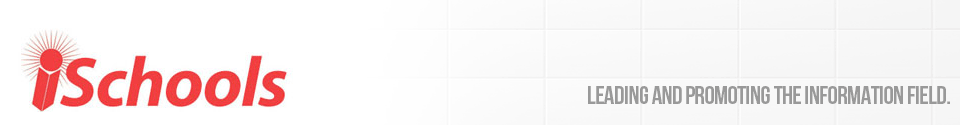 iSchools
LEADING AND PROMOTING THE INFORMATION FIELD.